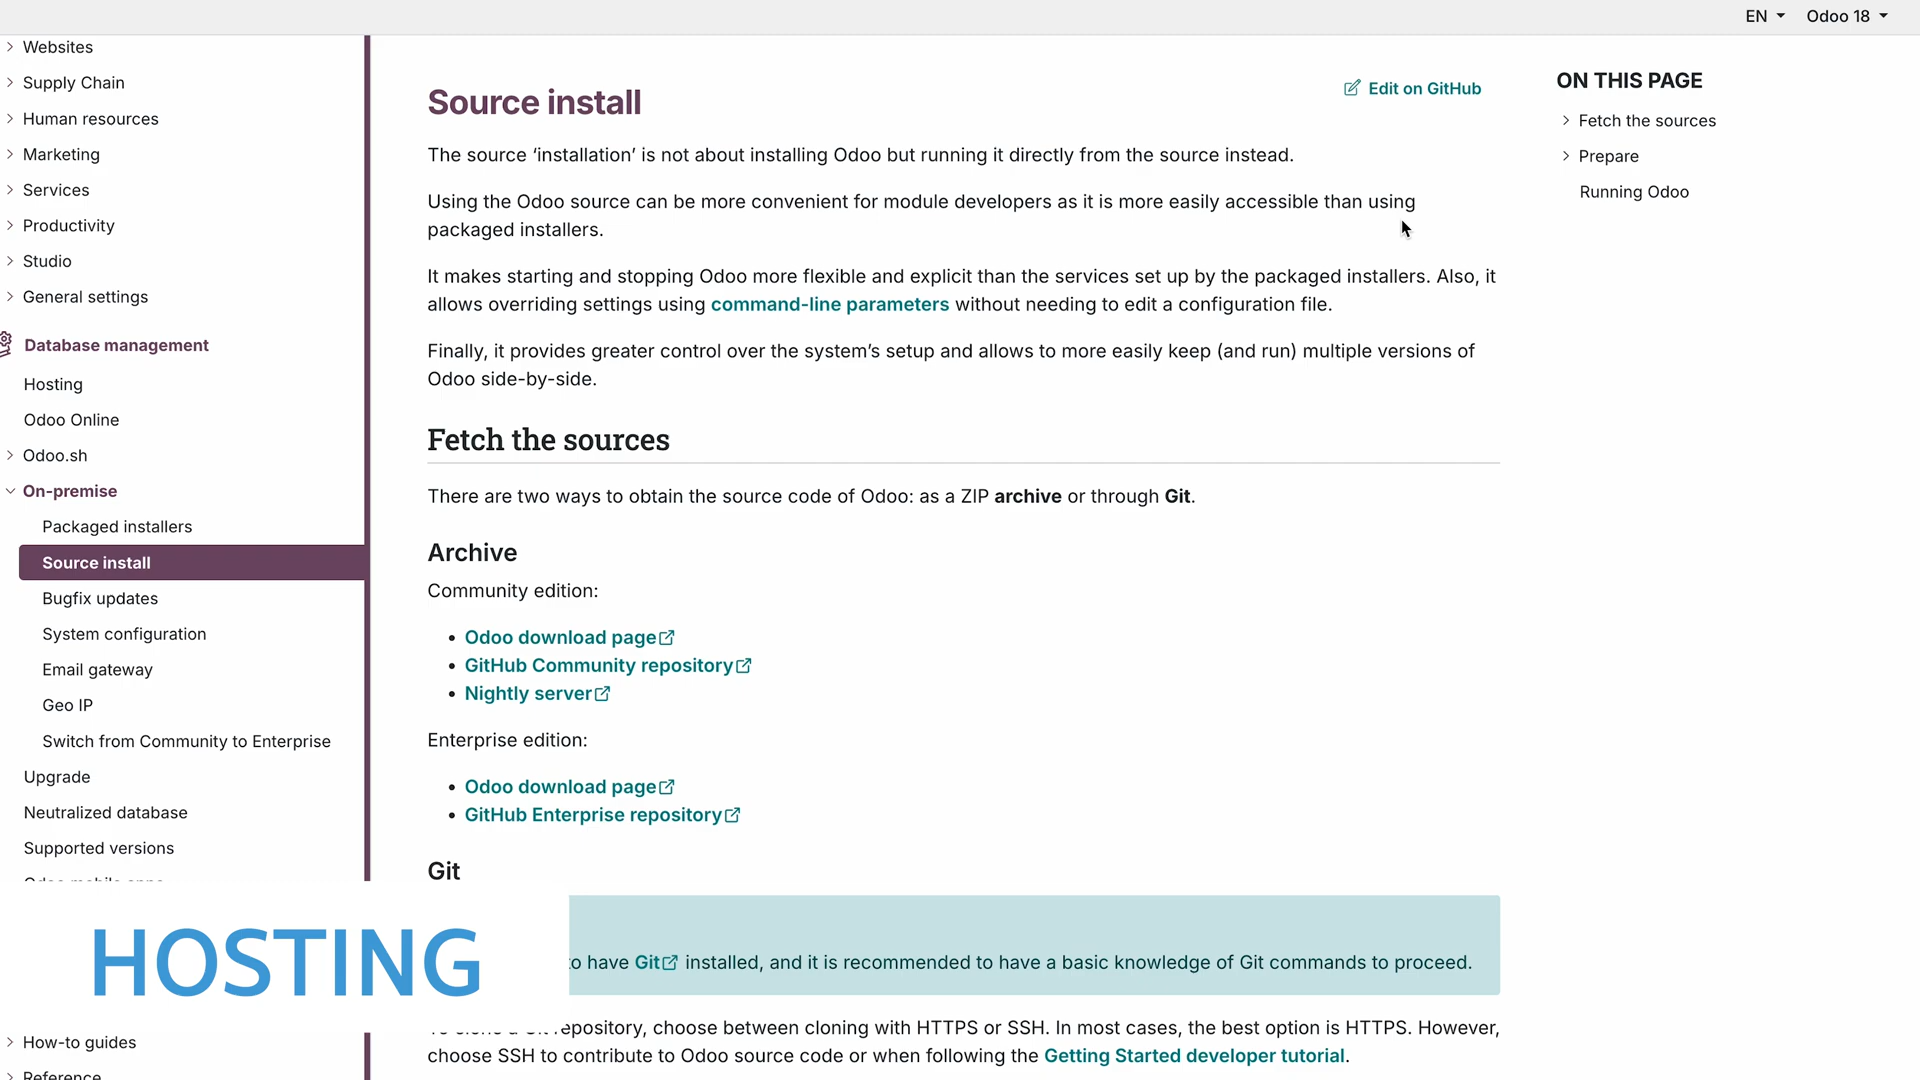 EN
Odoo 18
Websites
Supply Chain
Human resources
Marketing
Services
Productivity
Studio
General settings
Database management
Hosting
Odoo Online
Odoo.sh
On-premise
Packaged installers
Source install
Bugfix updates
System configuration
Email gateway
Geo IP
Switch from Community to Enterprise
Upgrade
Neutralized database
Supported versions
HOSTING
How-to guides
Reference
Source install
Edit on GitHub
The source ‘installation’ is not about installing Odoo but running it directly from the source instead.
Using the Odoo source can be more convenient for module developers as it is more easily accessible than using
packaged installers.
It makes starting and stopping Odoo more flexible and explicit than the services set up by the packaged installers. Also, it
allows overriding settings using command-line parameters without needing to edit a configuration file.
Finally, it provides greater control over the system’s setup and allows to more easily keep (and run) multiple versions of
Odoo side-by-side.
Fetch the sources
There are two ways to obtain the source code of Odoo: as a ZIP archive or through Git.
Archive
Community edition:
Odoo download page
GitHub Community repository
Nightly server
Enterprise edition:
Odoo download page
GitHub Enterprise repository
Git
to have Git installed, and it is recommended to have a basic knowledge of Git commands to proceed.
repository, choose between cloning with HTTPS or SSH. In most cases, the best option is HTTPS. However,
choose SSH to contribute to Odoo source code or when following the Getting Started developer tutorial.
ON THIS PAGE
Fetch the sources
Prepare
Running Odoo